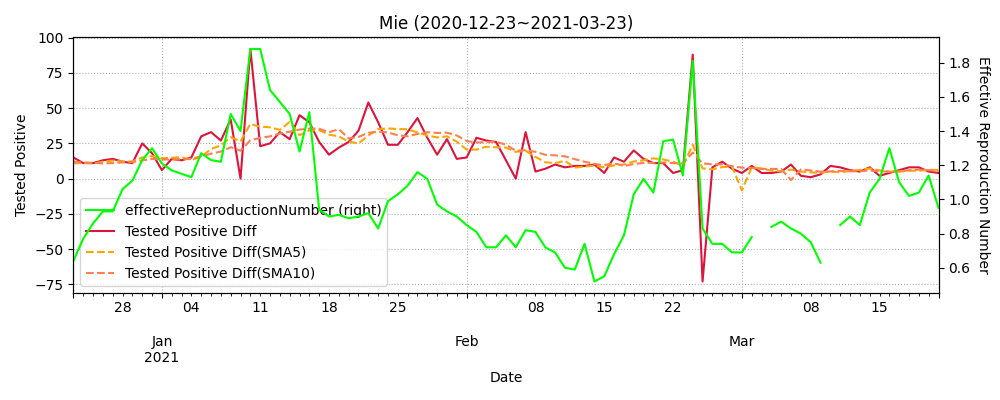 Mie (2020-12-23~2021-03-23)
Tested Positive
100
75
50
25
0
−25
−50
−75
1.8
1.6
1.4
1.2
1.0
0.8
0.6
Effective Reproduction Number
effectiveReproductionNumber (right)
Tested Positive Diff
Tested Positive Diff(SMA5)
Tested Positive Diff(SMA10)
28 04 11 18 25 08 15 22 08 15
Jan Feb Mar
2021
Date